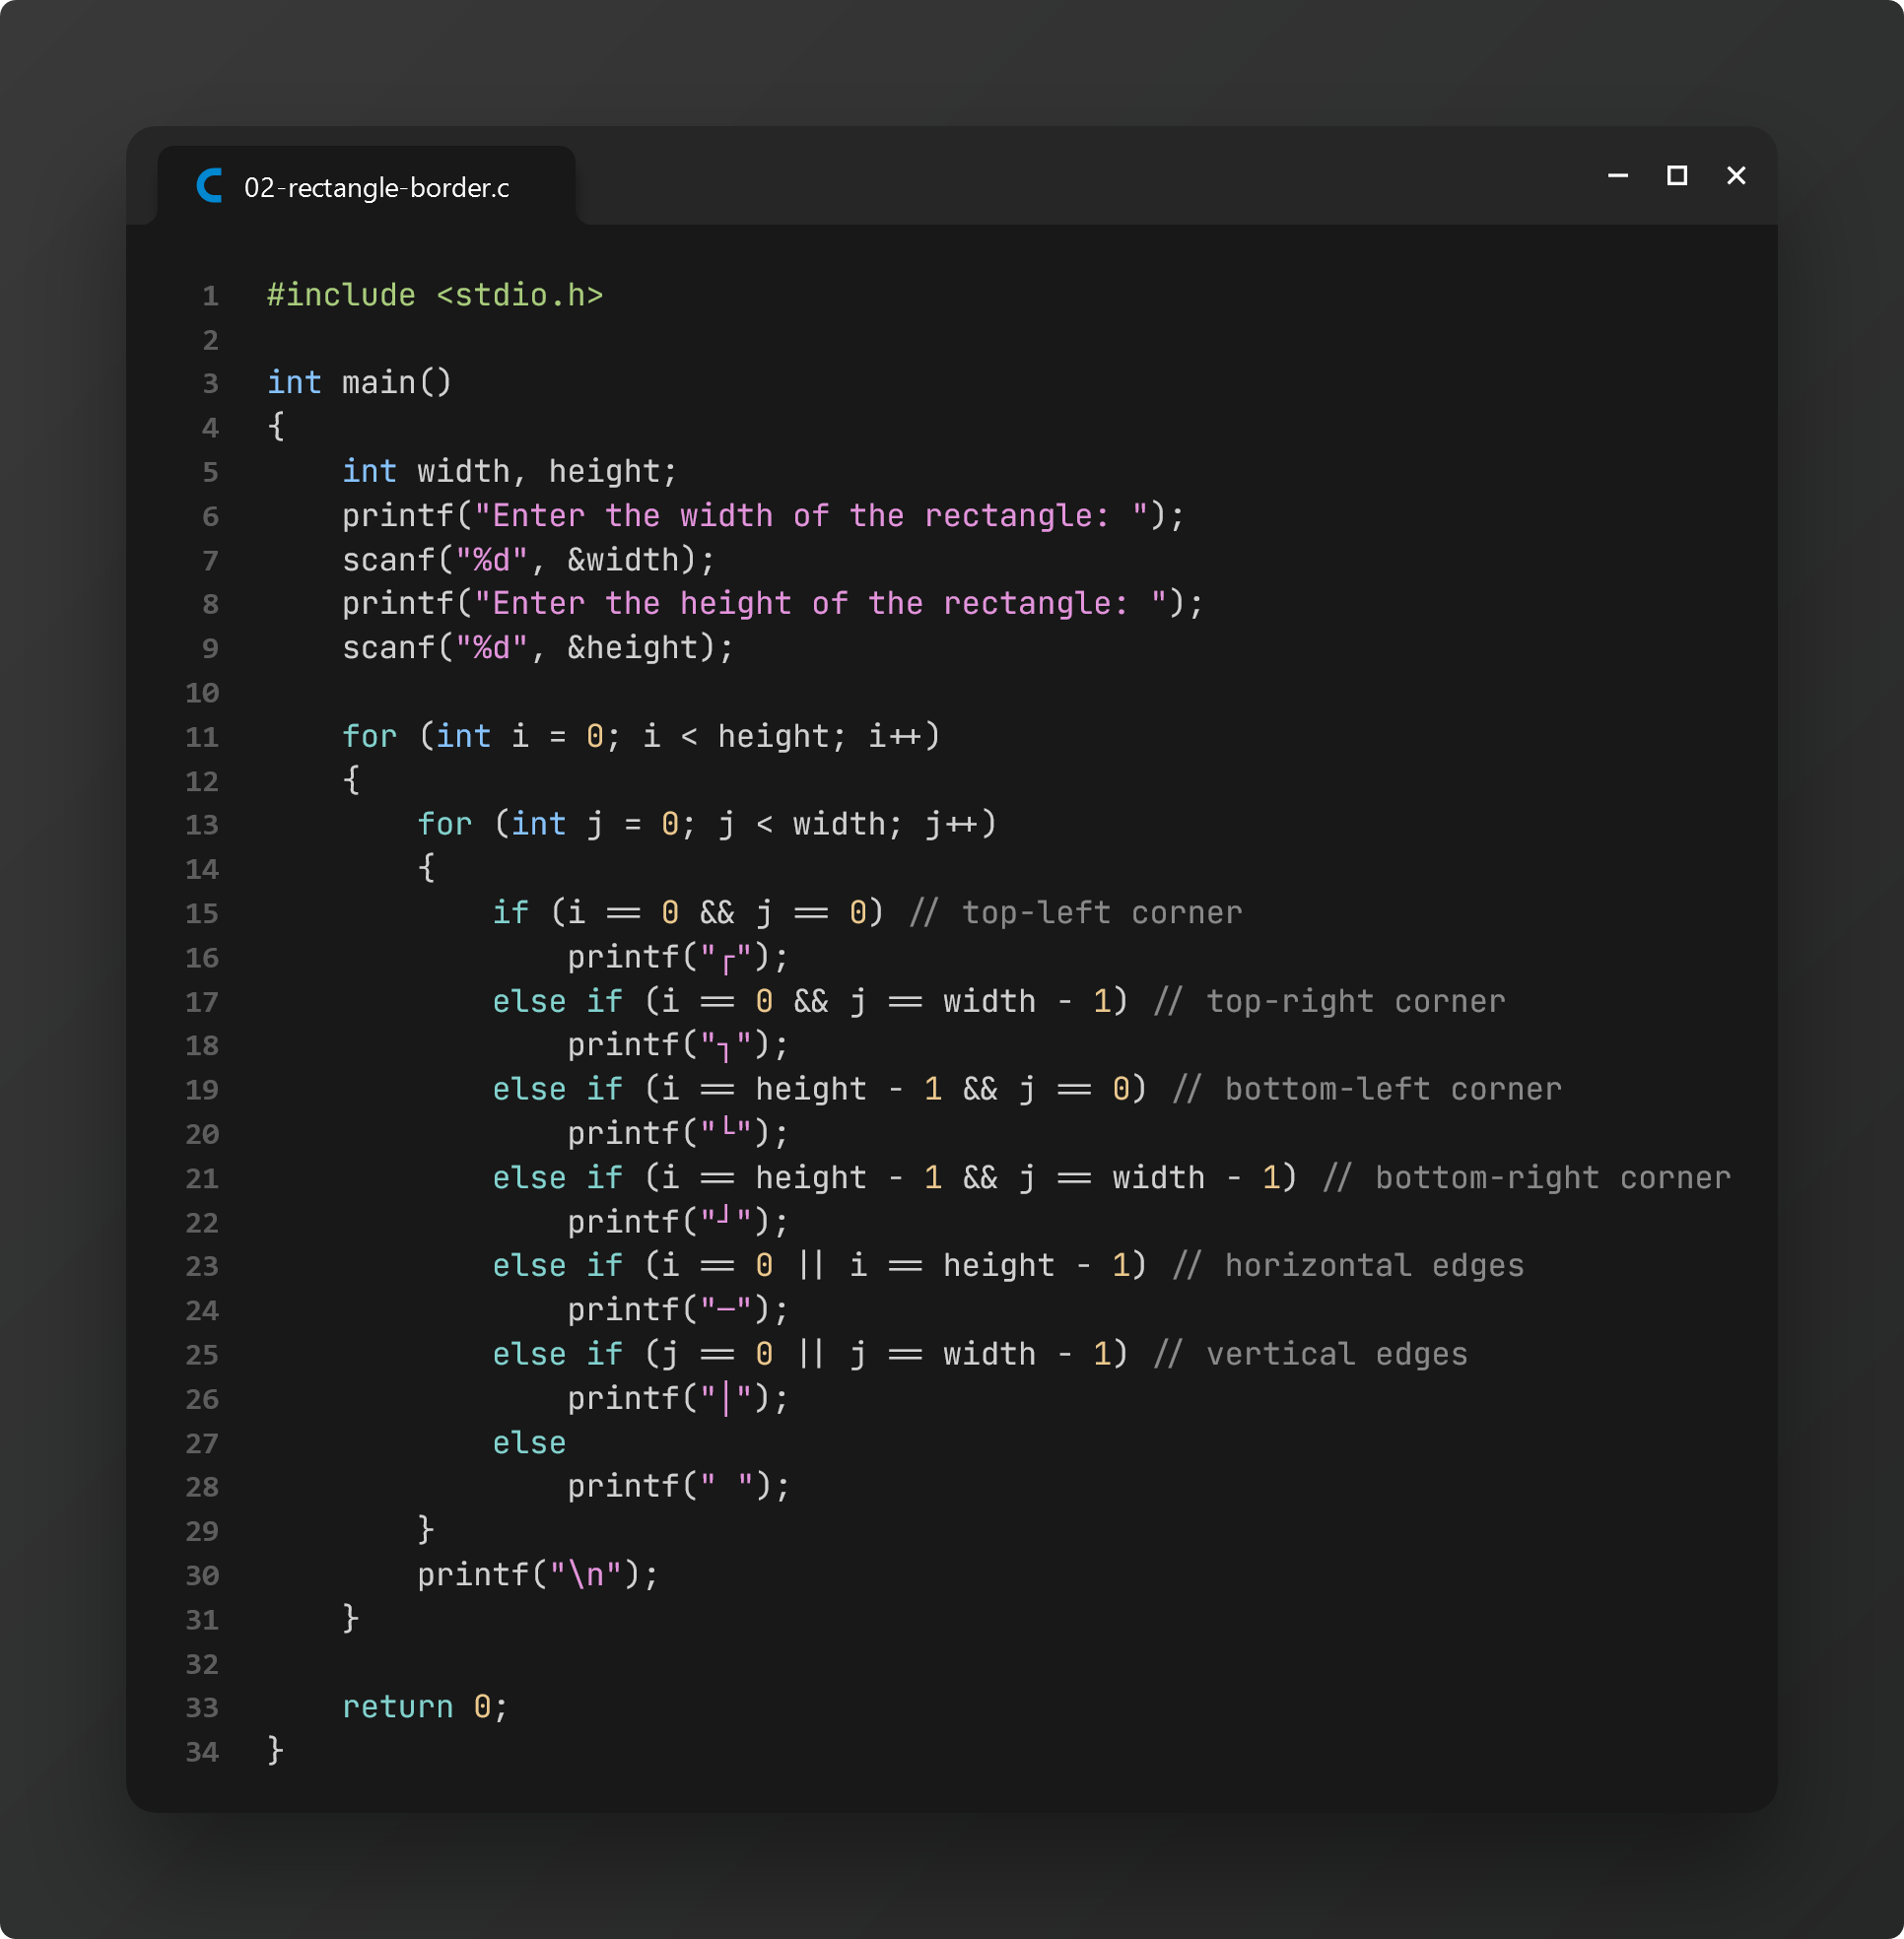 02-rectangle-border.c
1 #include <stdio.h>
2
3 int main()
4 {
5     int width, height;
6     printf("Enter the width of the rectangle: ");
7     scanf("%d", &width);
8     printf("Enter the height of the rectangle: ");
9     scanf("%d", &height);
10
11     for (int i = 0; i < height; i++)
12     {
13         for (int j = 0; j < width; j++)
14         {
15             if (i == 0 && j == 0) // top-left corner
16                 printf("┌");
17             else if (i == 0 && j == width - 1) // top-right corner
18                 printf("┐");
19             else if (i == height - 1 && j == 0) // bottom-left corner
20                 printf("└");
21             else if (i == height - 1 && j == width - 1) // bottom-right corner
22                 printf("┘");
23             else if (i == 0 || i == height - 1) // horizontal edges
24                 printf("─");
25             else if (j == 0 || j == width - 1) // vertical edges
26                 printf("│");
27             else
28                 printf(" ");
29         }
30         printf("\n");
31     }
32
33     return 0;
34 }